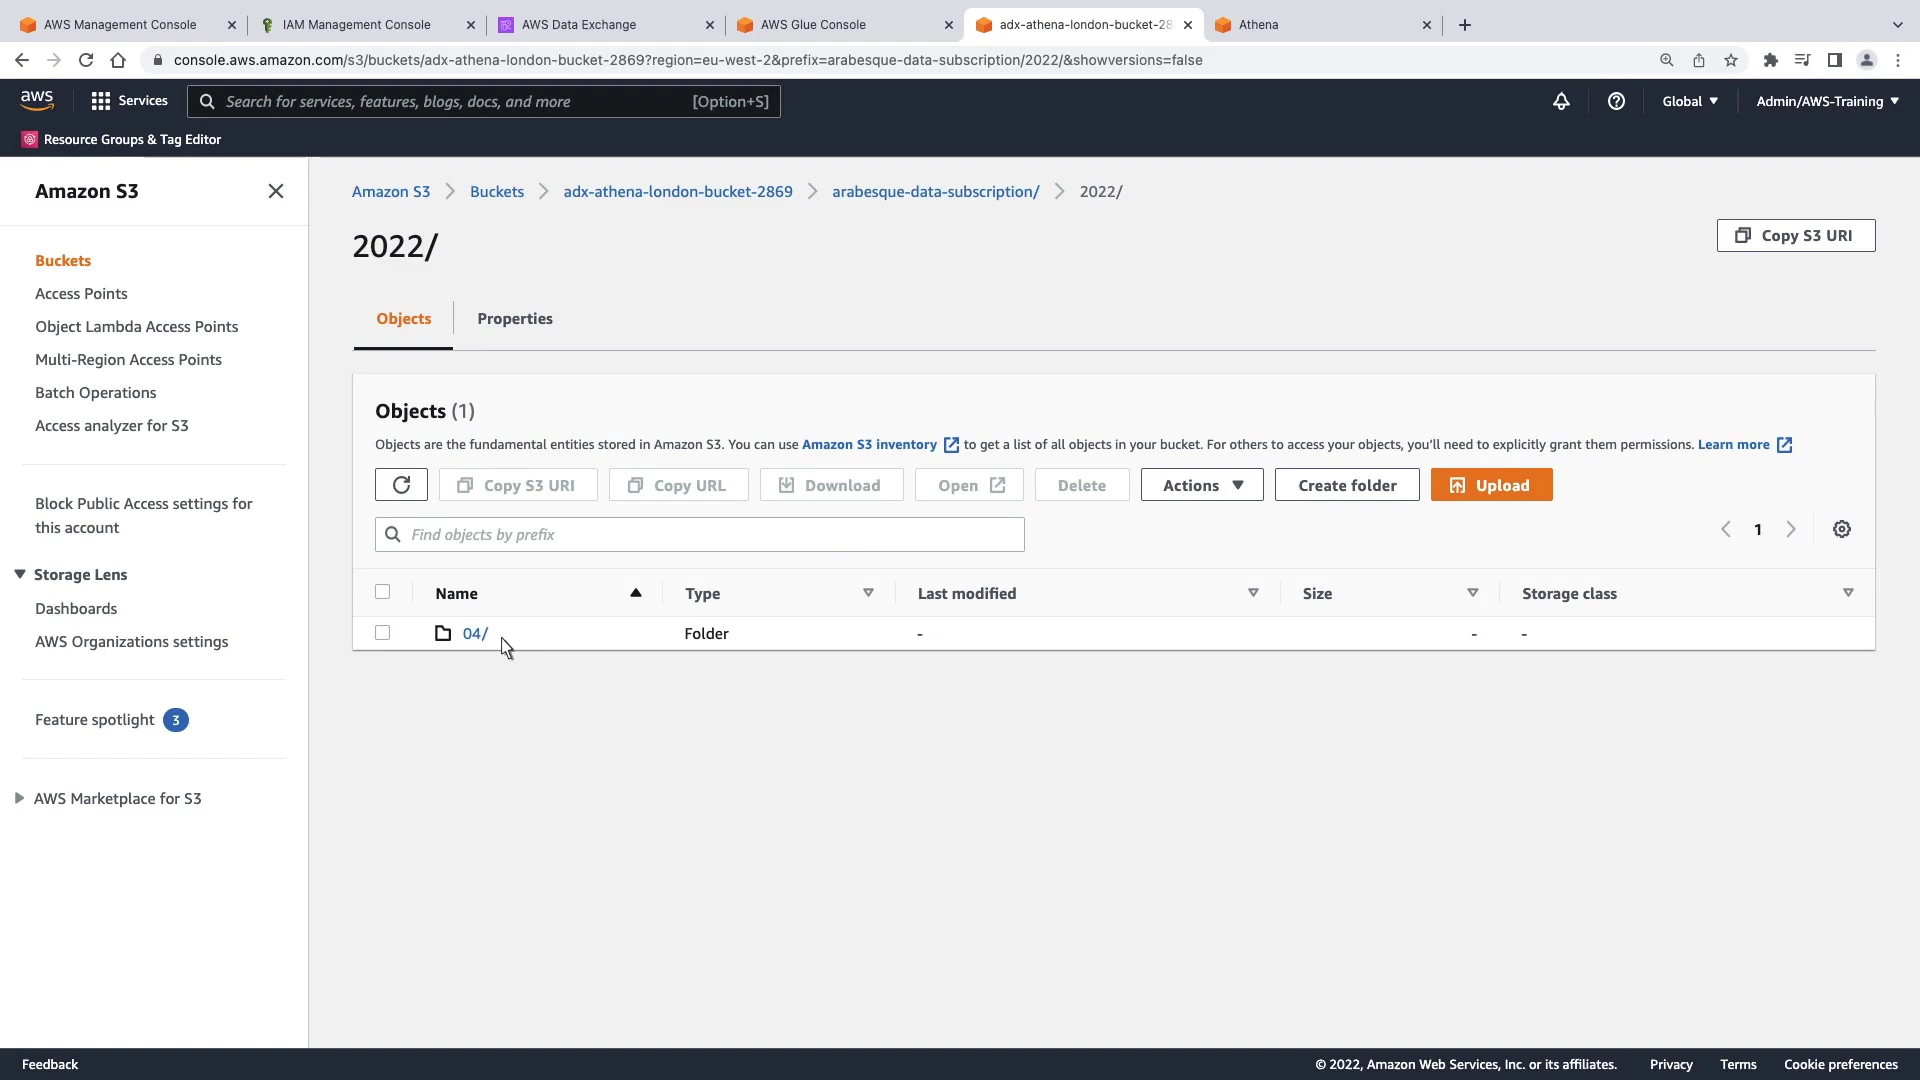 AWS Management Console
IAM Management Console
AWS Data Exchange
AWS Glue Console
adx-athena-london-bucket-28
Athena
console.aws.amazon.com/s3/buckets/adx-athena-london-bucket-2869?region=eu-west-2&prefix=arabesque-data-subscription/2022/&showversions=false
aws
Services
Search for services, features, blogs, docs, and more
[Option+S]
Global
Admin/AWS-Training
Resource Groups & Tag Editor
Amazon S3
Buckets
Access Points
Object Lambda Access Points
Multi-Region Access Points
Batch Operations
Access analyzer for S3
Block Public Access settings for
this account
Storage Lens
Dashboards
AWS Organizations settings
Feature spotlight 3
AWS Marketplace for S3
Amazon S3
Buckets
adx-athena-london-bucket-2869
arabesque-data-subscription/
2022/
2022/
Copy S3 URI
Objects
Properties
Objects (1)
Objects are the fundamental entities stored in Amazon S3. You can use Amazon S3 inventory to get a list of all objects in your bucket. For others to access your objects, you'll need to explicitly grant them permissions. Learn more
Copy S3 URI
Copy URL
Download
Open
Delete
Actions
Create folder
Upload
Find objects by prefix
1
Name
Type
Last modified
Size
Storage class
04/
Folder
-
-
-
Feedback
© 2022, Amazon Web Services, Inc. or its affiliates.
Privacy
Terms
Cookie preferences